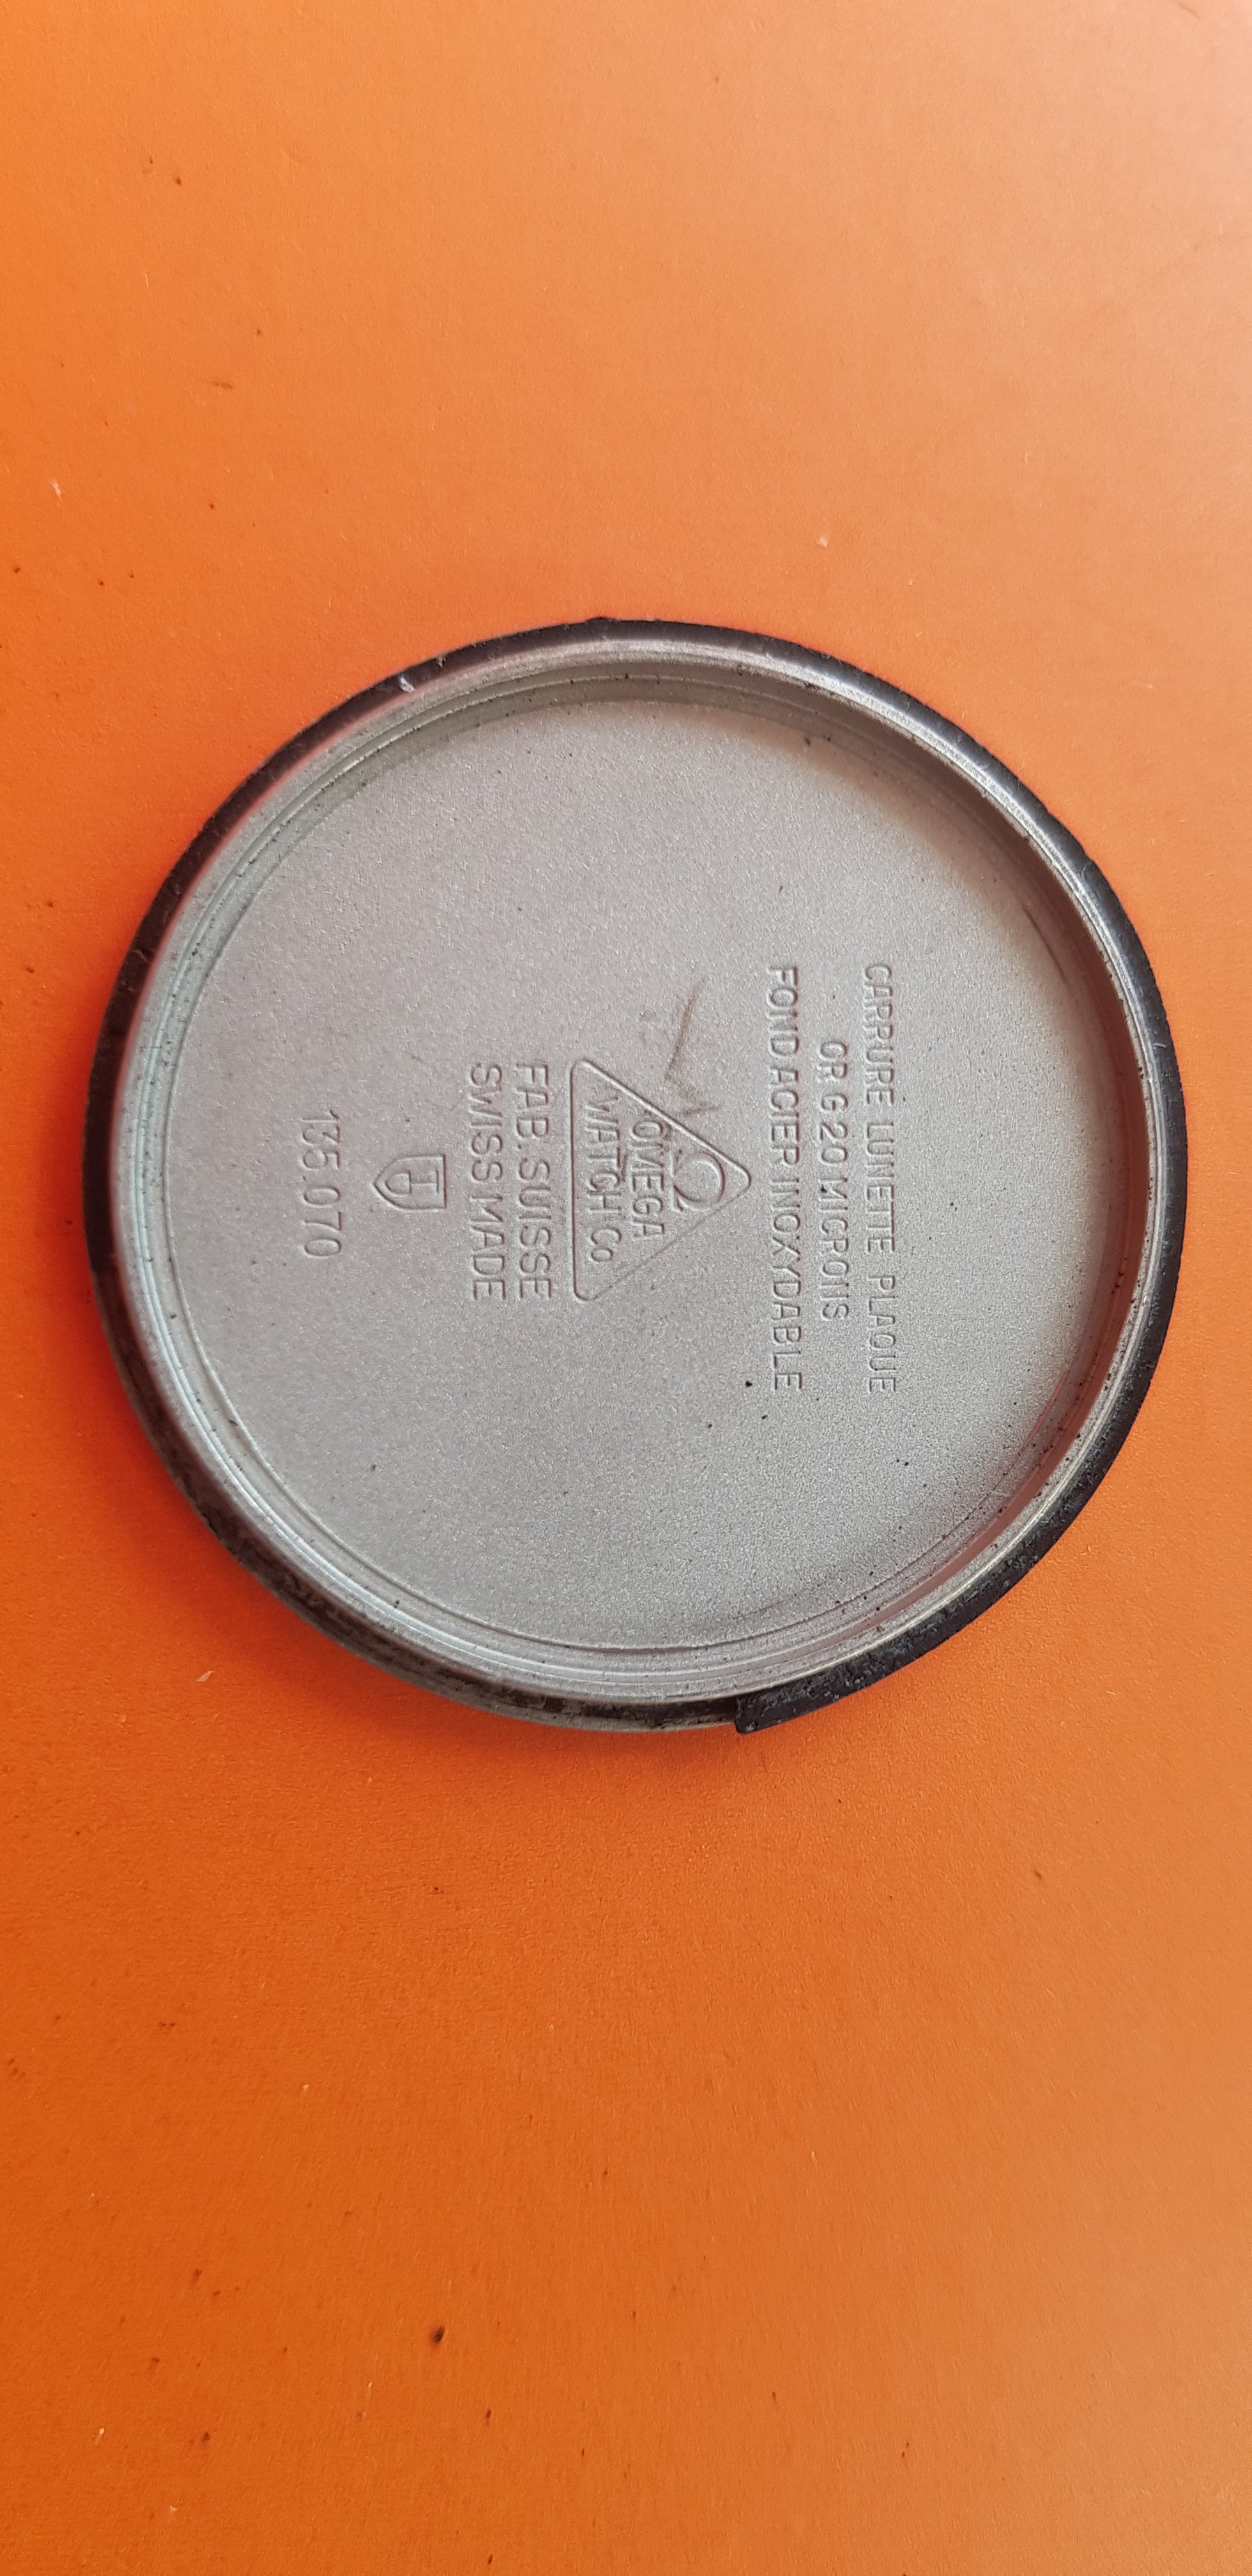 CARRURE LUNETTE PLAQUE
OR G 20 MICRONS
FOND ACIER INOXYDABLE
Ω
OMEGA
WATCH Co
FAB. SUISSE
SWISS MADE
135.070